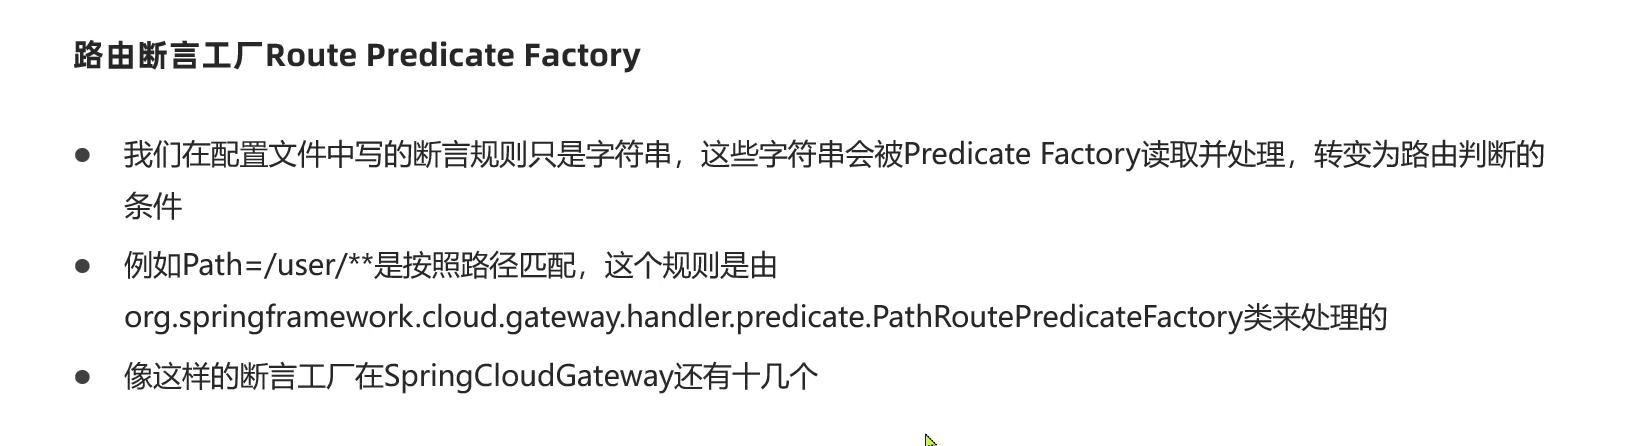 路由断言工厂Route Predicate Factory
● 我们在配置文件中写的断言规则只是字符串，这些字符串会被Predicate Factory读取并处理，转变为路由判断的
条件
● 例如Path=/user/**是按照路径匹配，这个规则是由
org.springframework.cloud.gateway.handler.predicate.PathRoutePredicateFactory类来处理的
● 像这样的断言工厂在SpringCloudGateway还有十几个